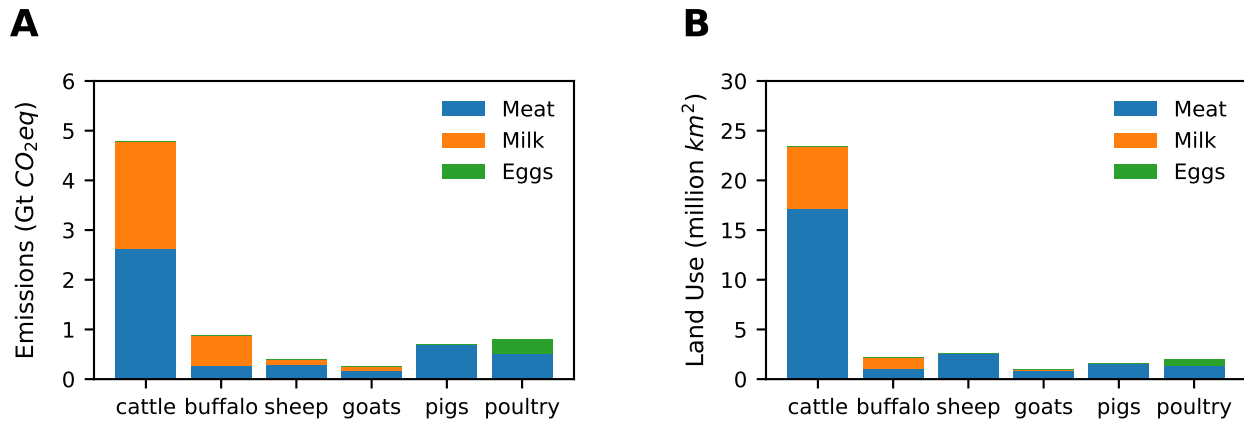 A
Emissions (Gt CO₂eq)
6
5
4
3
2
1
0
Meat
Milk
Eggs
cattle buffalo sheep goats pigs poultry
B
Land Use (million km²)
30
25
20
15
10
5
0
Meat
Milk
Eggs
cattle buffalo sheep goats pigs poultry